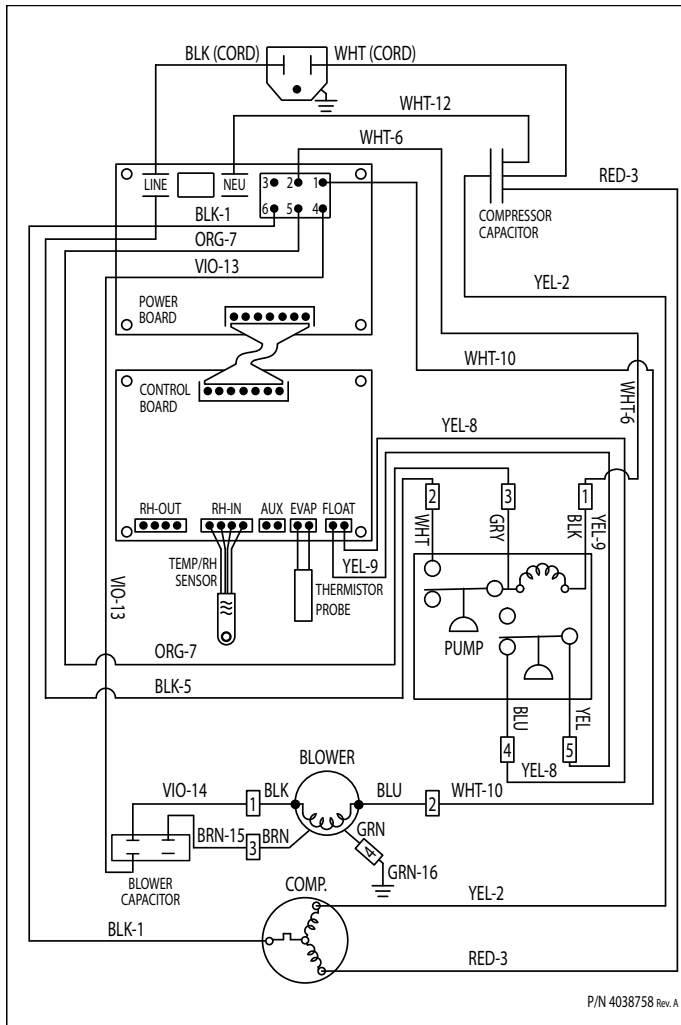 BLK (CORD)
WHT (CORD)
WHT-12
WHT-6
RED-3
LINE
NEU
3 2 1
6 5 4
BLK-1
ORG-7
VIO-13
COMPRESSOR
CAPACITOR
YEL-2
POWER
BOARD
WHT-10
WHT-6
CONTROL
BOARD
YEL-8
2
3
1
RH-OUT
RH-IN
AUX
EVAP
FLOAT
WHT
GRY
BLK
YEL-9
YEL-9
TEMP/RH
SENSOR
THERMISTOR
PROBE
VIO-13
PUMP
ORG-7
BLK-5
BLU
YEL
4
5
YEL-8
BLOWER
VIO-14
1
BLK
BLU
2
WHT-10
BRN-15
3
BRN
GRN
4
GRN-16
BLOWER
CAPACITOR
COMP.
YEL-2
BLK-1
RED-3
P/N 4038758 Rev. A